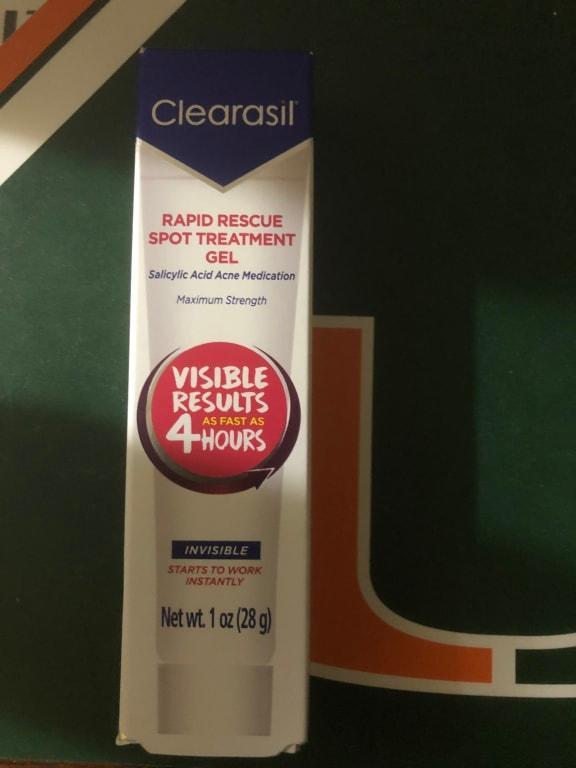 Clearasil
RAPID RESCUE
SPOT TREATMENT
GEL
Salicylic Acid Acne Medication
Maximum Strength
VISIBLE
RESULTS
AS FAST AS
4 HOURS
INVISIBLE
STARTS TO WORK
INSTANTLY
Net wt. 1 oz (28 g)